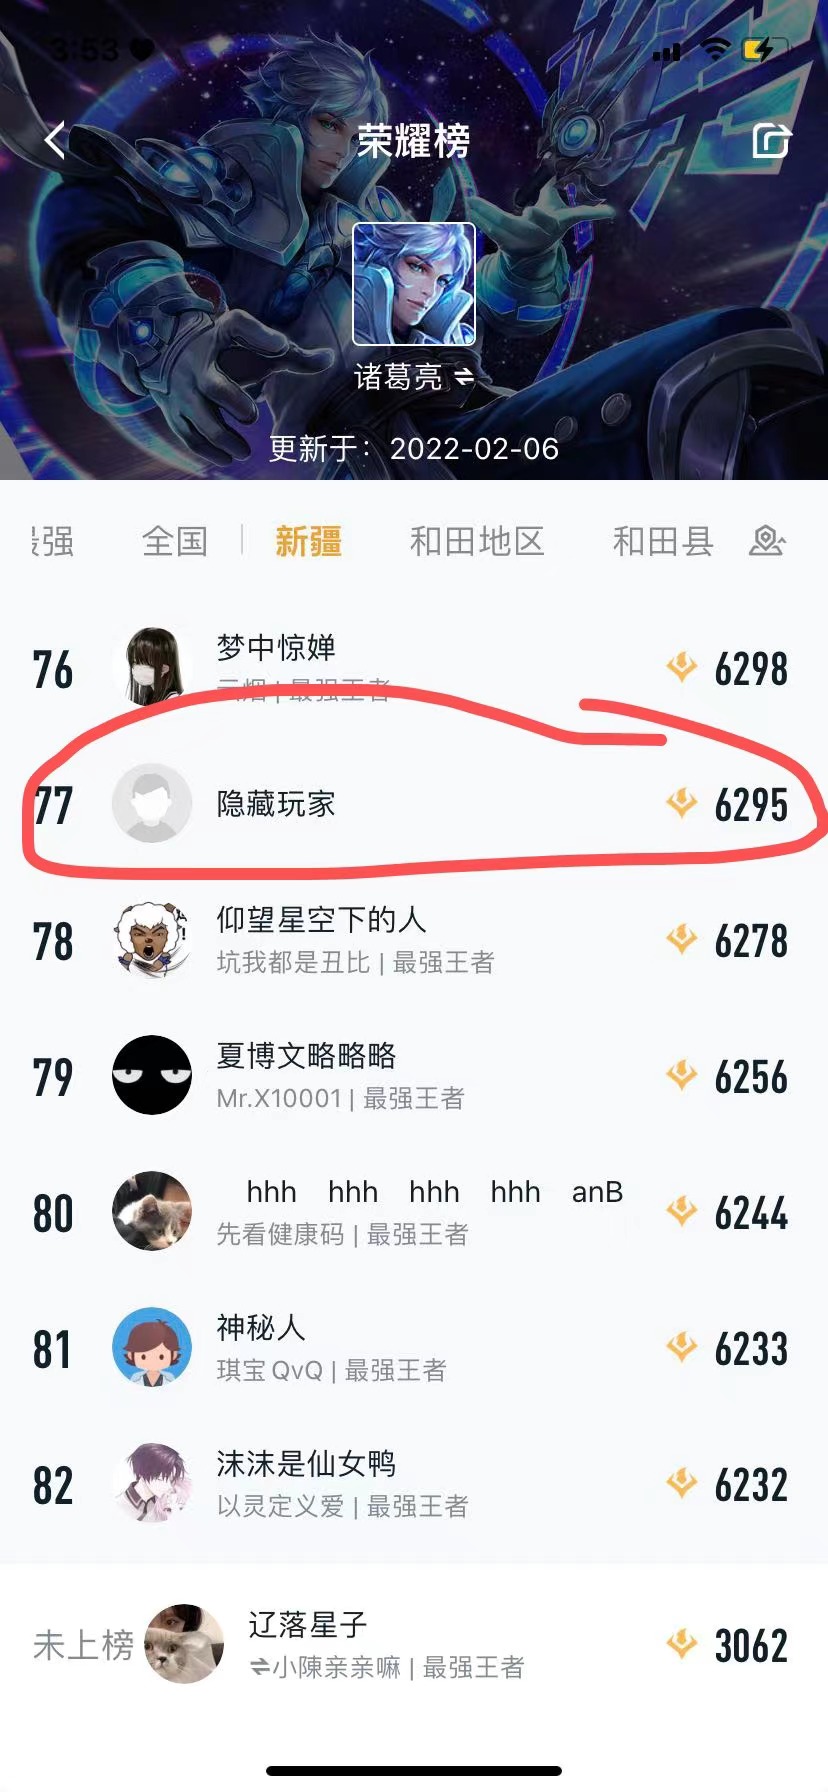 3:53
荣耀榜
诸葛亮
更新于：2022-02-06
最强 全国 新疆 和田地区 和田县
76 梦中惊婵 6298
云烟 | 最强王者
77 隐藏玩家 6295
78 仰望星空下的人 6278
坑我都是丑比 | 最强王者
79 夏博文略略略 6256
Mr.X10001 | 最强王者
80 hhh hhh hhh hhh anB 6244
先看健康码 | 最强王者
81 神秘人 6233
琪宝QvQ | 最强王者
82 沫沫是仙女鸭 6232
以灵定义爱 | 最强王者
未上榜 辽落星子 3062
⇌小陳亲亲嘛 | 最强王者